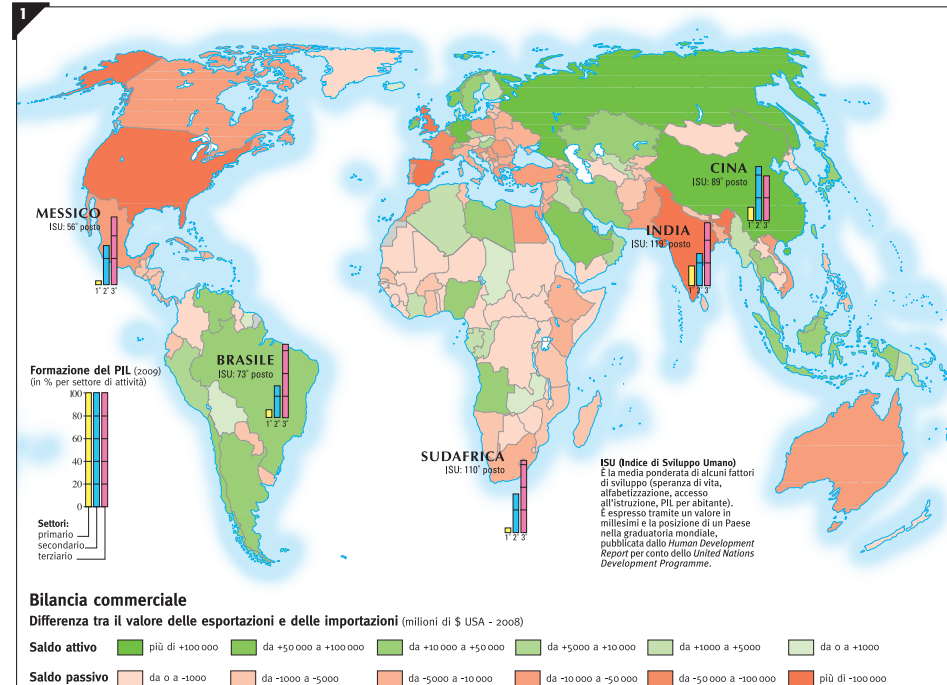 1
MESSICO
ISU: 56° posto
1° 2° 3°
CINA
ISU: 89° posto
1° 2° 3°
INDIA
ISU: 119° posto
1° 2° 3°
BRASILE
ISU: 73° posto
1° 2° 3°
SUDAFRICA
ISU: 110° posto
1° 2° 3°
Formazione del PIL (2009)
(in % per settore di attività)
100
80
60
40
20
0
Settori:
primario
secondario
terziario
ISU (Indice di Sviluppo Umano)
È la media ponderata di alcuni fattori
di sviluppo (speranza di vita,
alfabetizzazione, accesso
all'istruzione, PIL per abitante).
È espresso tramite un valore in
millesimi e la posizione di un Paese
nella graduatoria mondiale,
pubblicata dallo Human Development
Report per conto dello United Nations
Development Programme.
Bilancia commerciale
Differenza tra il valore delle esportazioni e delle importazioni (milioni di $ USA - 2008)
Saldo attivo più di +100 000 da +50 000 a +100 000 da +10 000 a +50 000 da +5000 a +10 000 da +1000 a +5000 da 0 a +1000
Saldo passivo da 0 a -1000 da -1000 a -5000 da -5000 a -10 000 da -10 000 a -50 000 da -50 000 a -100 000 più di -100 000